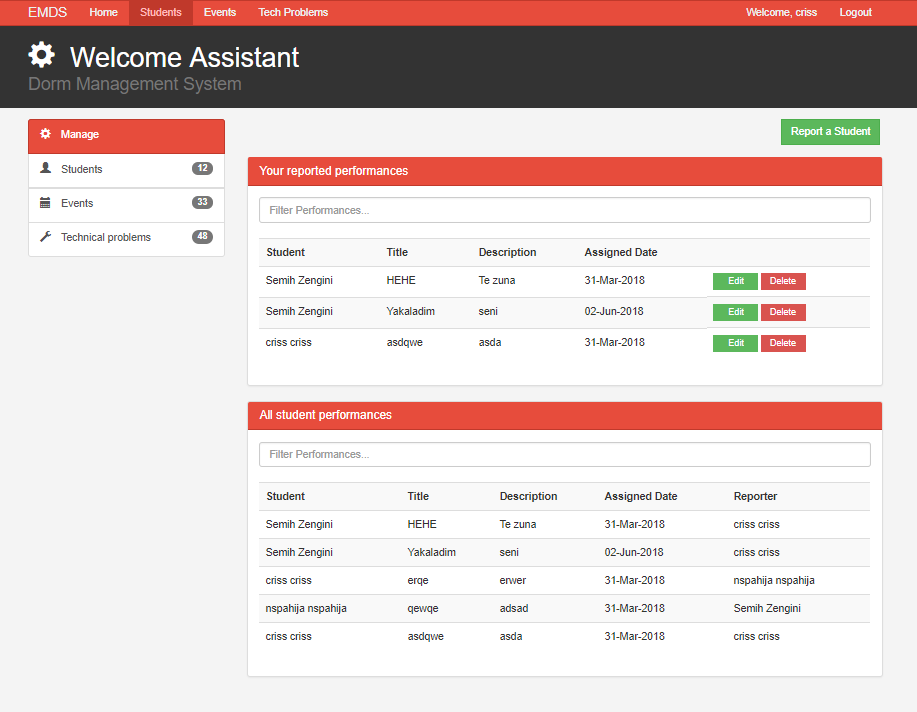 EMDS Home Students Events Tech Problems Welcome, criss Logout
Welcome Assistant
Dorm Management System
Manage
Students 12
Events 33
Technical problems 48
Report a Student
Your reported performances
Filter Performances...
Student Title Description Assigned Date
Semih Zengini HEHE Te zuna 31-Mar-2018 Edit Delete
Semih Zengini Yakaladim seni 02-Jun-2018 Edit Delete
criss criss asdqwe asda 31-Mar-2018 Edit Delete
All student performances
Filter Performances...
Student Title Description Assigned Date Reporter
Semih Zengini HEHE Te zuna 31-Mar-2018 criss criss
Semih Zengini Yakaladim seni 02-Jun-2018 criss criss
criss criss erqe erwer 31-Mar-2018 nspahija nspahija
nspahija nspahija qewqe adsad 31-Mar-2018 Semih Zengini
criss criss asdqwe asda 31-Mar-2018 criss criss